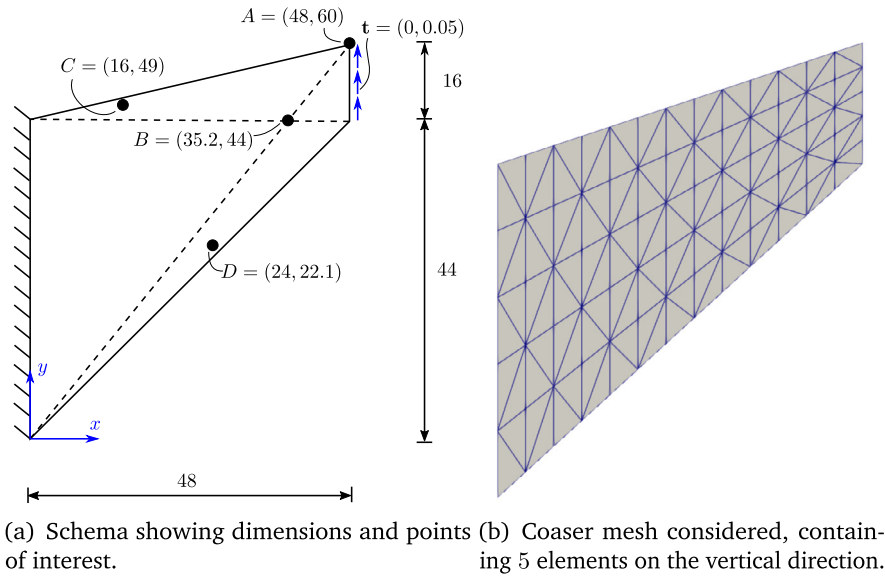 A = (48, 60)
t = (0, 0.05)
C = (16, 49)
16
B = (35.2, 44)
D = (24, 22.1)
44
y
x
48
(a) Schema showing dimensions and points
of interest.
(b) Coaser mesh considered, contain-
ing 5 elements on the vertical direction.